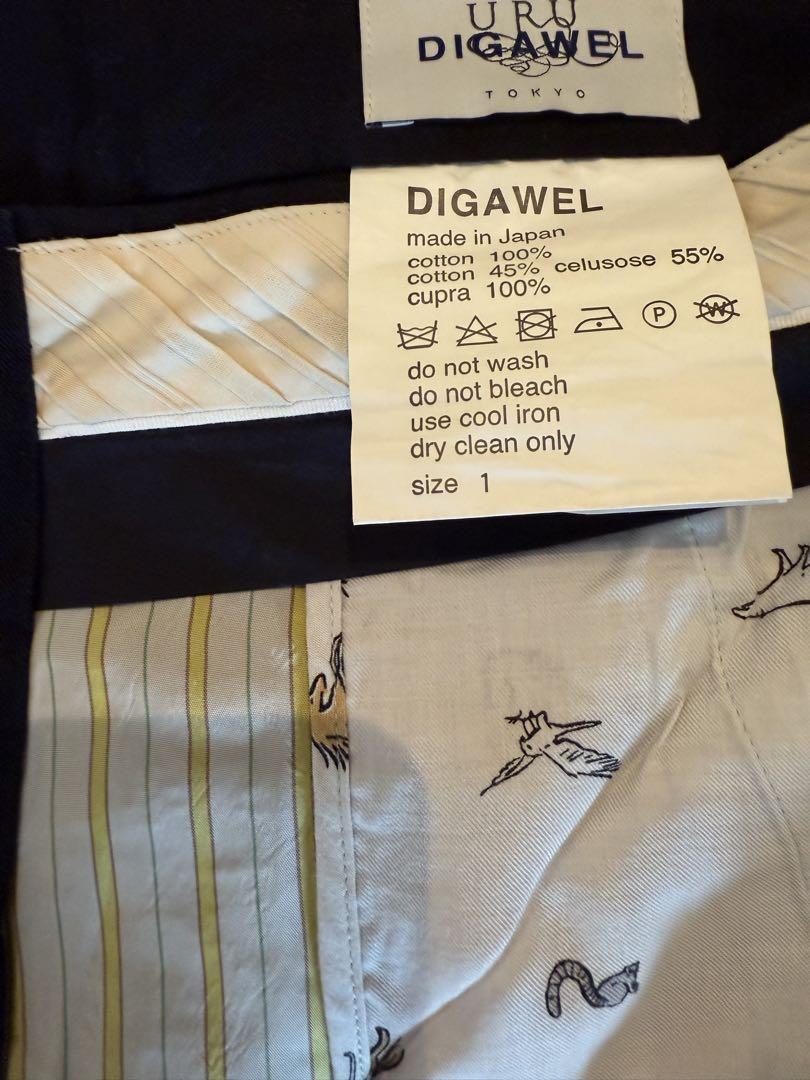 URU
DIGAWEL
TOKYO
DIGAWEL
made in Japan
cotton 100%
cotton 45% celusose 55%
cupra 100%
P W
do not wash
do not bleach
use cool iron
dry clean only
size 1